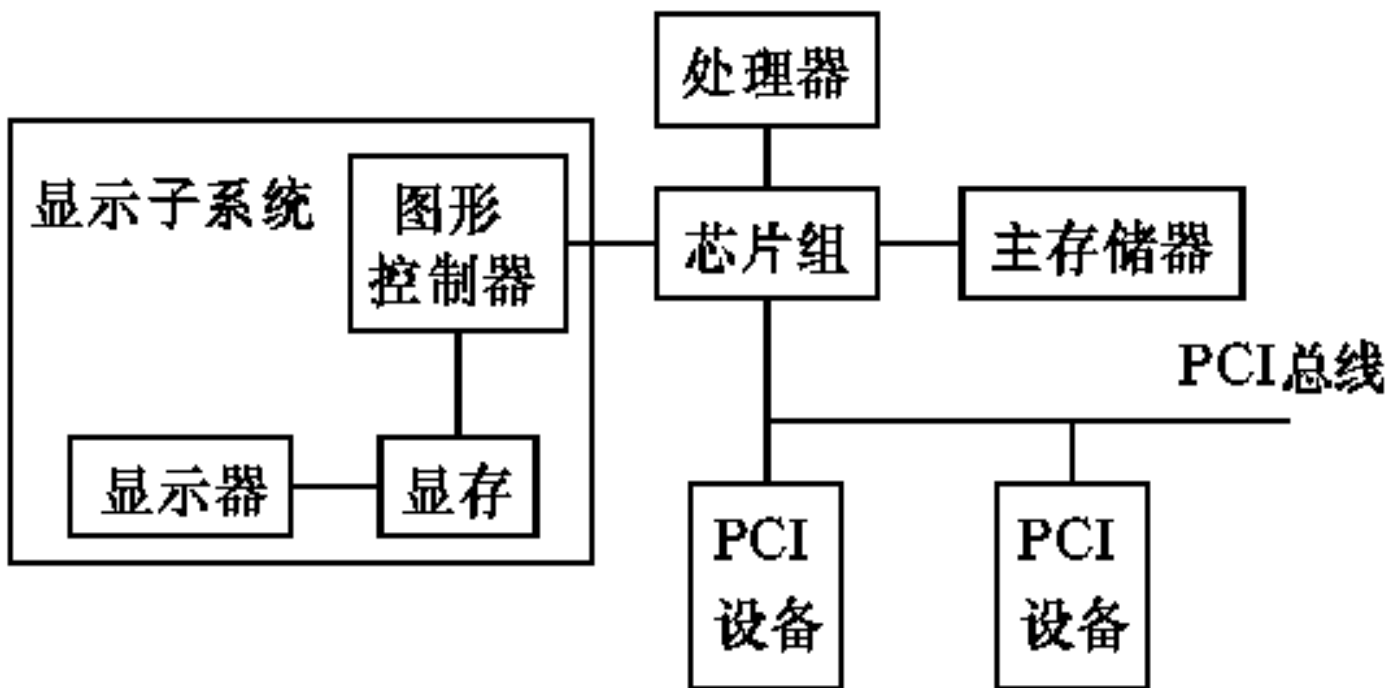 处理器
显示子系统
图形
控制器
芯片组
主存储器
PCI总线
显示器
显存
PCI
设备
PCI
设备